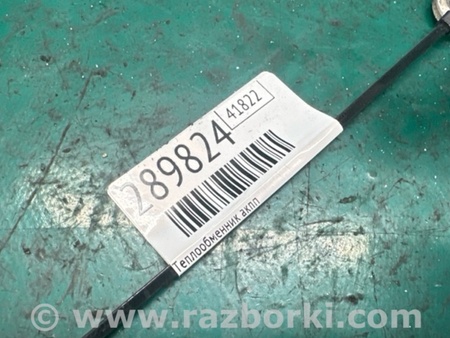 289824
41822
Теплообменник акпп
© www.razborki.com